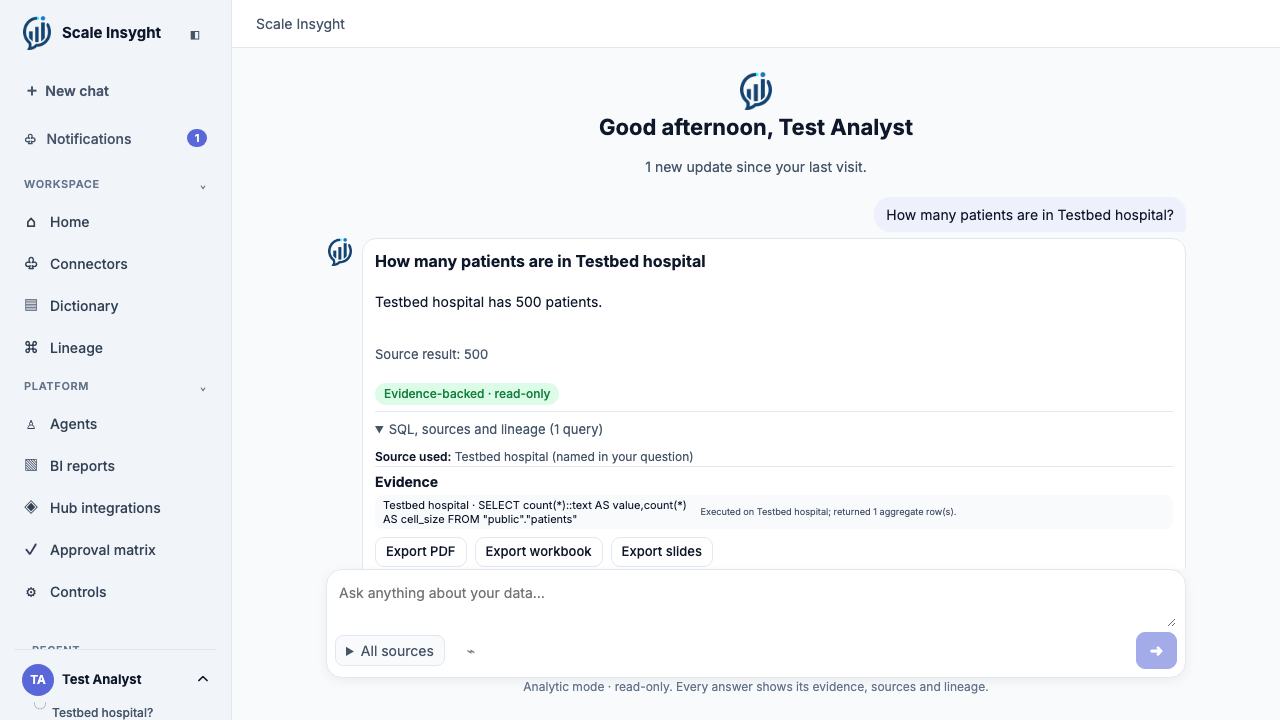 Scale Insyght
+ New chat
Notifications 1
WORKSPACE
Home
Connectors
Dictionary
Lineage
PLATFORM
Agents
BI reports
Hub integrations
Approval matrix
Controls
RECENT
TA Test Analyst
Testbed hospital?
Scale Insyght
Good afternoon, Test Analyst
1 new update since your last visit.
How many patients are in Testbed hospital?
How many patients are in Testbed hospital
Testbed hospital has 500 patients.
Source result: 500
Evidence-backed · read-only
▼ SQL, sources and lineage (1 query)
Source used: Testbed hospital (named in your question)
Evidence
Testbed hospital · SELECT count(*)::text AS value,count(*)
AS cell_size FROM "public"."patients"
Executed on Testbed hospital; returned 1 aggregate row(s).
Export PDF Export workbook Export slides
Ask anything about your data...
▶ All sources
Analytic mode · read-only. Every answer shows its evidence, sources and lineage.